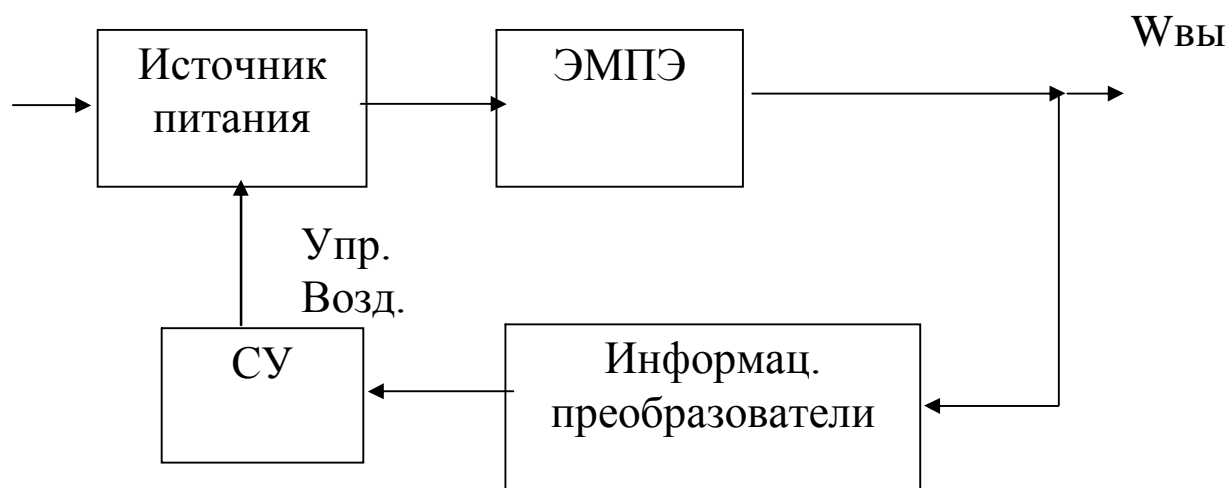 Wвы
Источник
питания
ЭМПЭ
Упр.
Возд.
СУ
Информац.
преобразователи